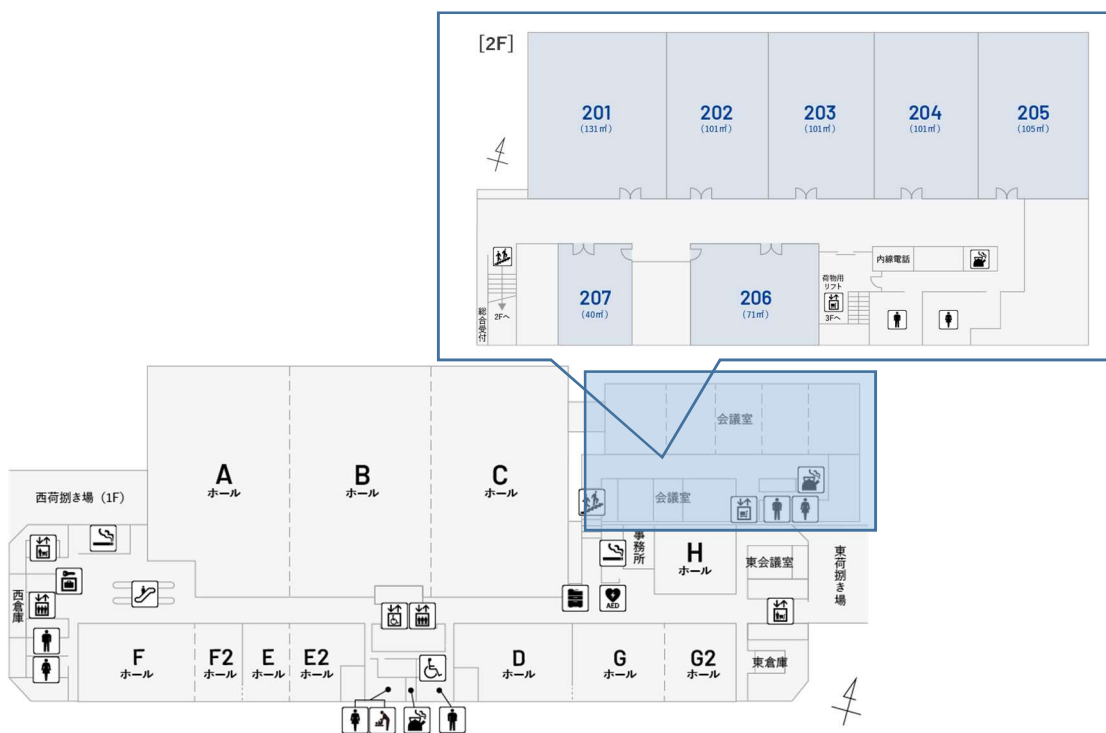 [2F]
201
(131㎡)
202
(101㎡)
203
(101㎡)
204
(101㎡)
205
(105㎡)
内線電話
荷物用
リフト
3Fへ
207
(40㎡)
206
(71㎡)
総合受付
2Fへ
会議室
会議室
A
ホール
B
ホール
C
ホール
西荷捌き場(1F)
西倉庫
事務所
H
ホール
東会議室
東荷捌き場
AED
F
ホール
F2
ホール
E
ホール
E2
ホール
D
ホール
G
ホール
G2
ホール
東倉庫